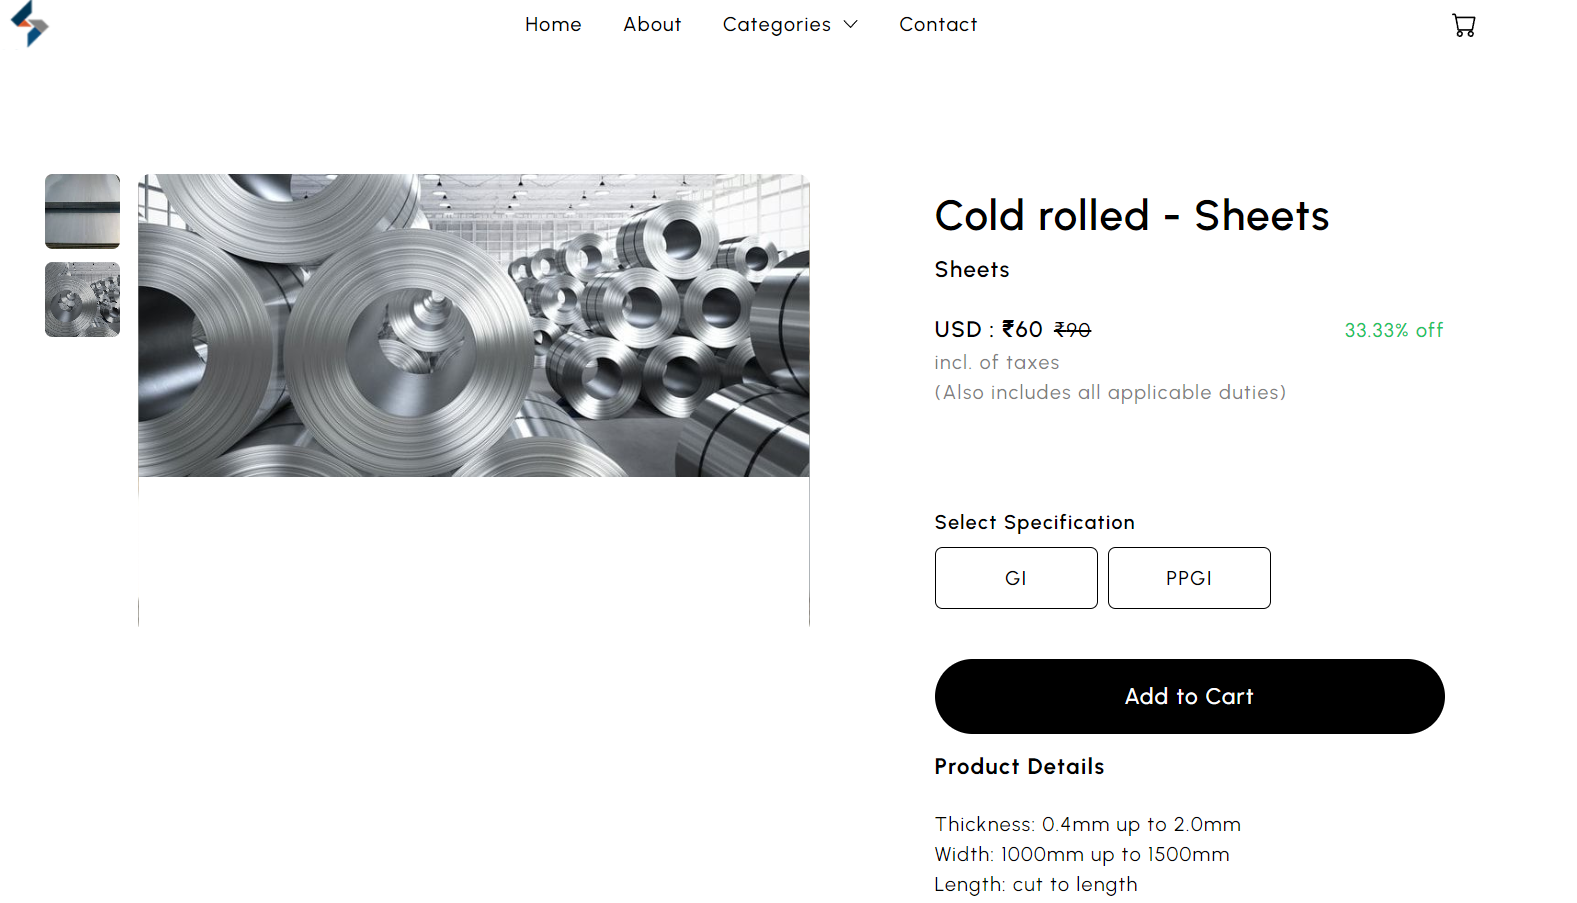 Home About Categories Contact
Cold rolled - Sheets
Sheets
USD : ₹60 ₹90 33.33% off
incl. of taxes
(Also includes all applicable duties)
Select Specification
GI PPGI
Add to Cart
Product Details
Thickness: 0.4mm up to 2.0mm
Width: 1000mm up to 1500mm
Length: cut to length